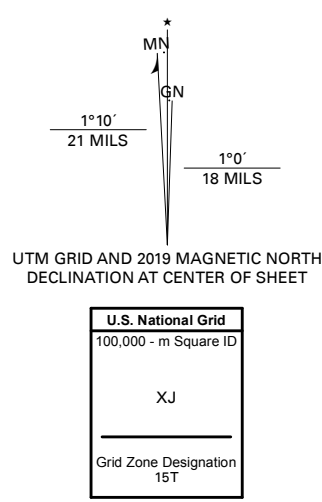 ★
MN
GN
1°10´
21 MILS
1°0´
18 MILS
UTM GRID AND 2019 MAGNETIC NORTH
DECLINATION AT CENTER OF SHEET
U.S. National Grid
100,000 - m Square ID
XJ
Grid Zone Designation
15T